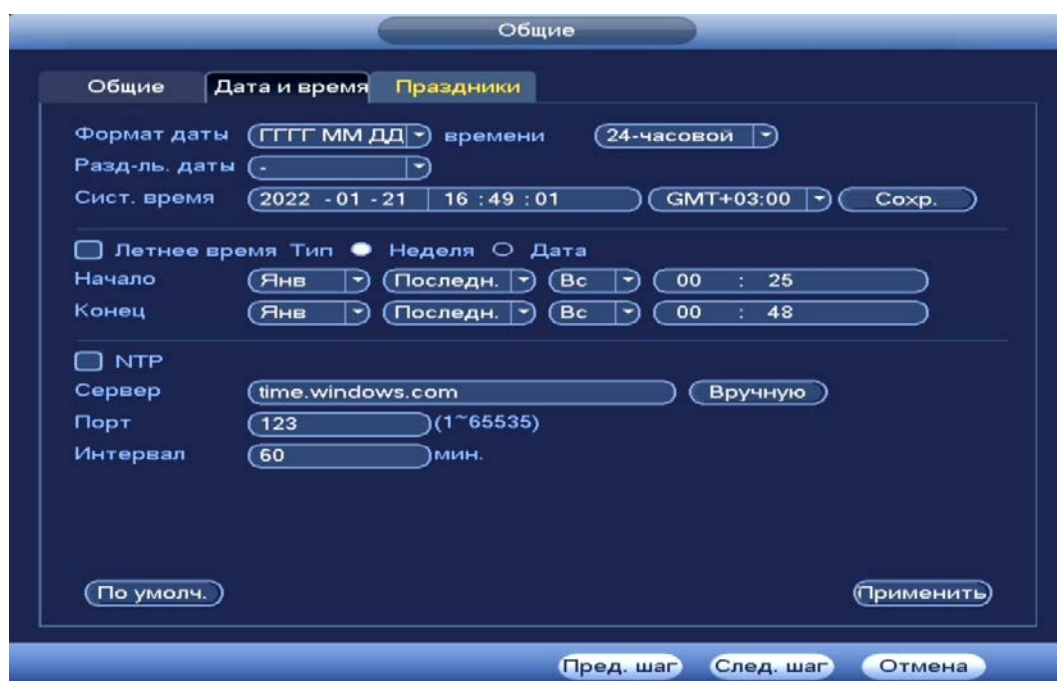 Общие
Общие Дата и время Праздники
Формат даты ГГГГ ММ ДД времени 24-часовой
Разд-ль. даты -
Сист. время 2022 - 01 - 21 16 : 49 : 01 GMT+03:00 Сохр.
Летнее время Тип Неделя Дата
Начало Янв Последн. Вс 00 : 25
Конец Янв Последн. Вс 00 : 48
NTP
Сервер time.windows.com Вручную
Порт 123 (1~65535)
Интервал 60 мин.
По умолч. Применить
Пред. шаг След. шаг Отмена